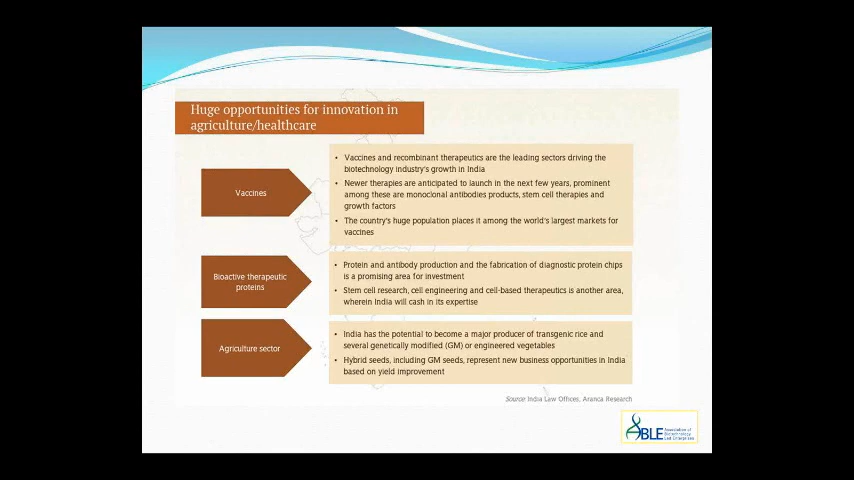 Huge opportunities for innovation in
agriculture/healthcare
Vaccines
• Vaccines and recombinant therapeutics are the leading sectors driving the
biotechnology industry's growth in India
• Newer therapies are anticipated to launch in the next few years, prominent
among these are monoclonal antibodies products, stem cell therapies and
growth factors
• The country's huge population places it among the world's largest markets for
vaccines
Bioactive therapeutic
proteins
• Protein and antibody production and the fabrication of diagnostic protein chips
is a promising area for investment
• Stem cell research, cell engineering and cell-based therapeutics is another area,
wherein India will cash in its expertise
Agriculture sector
• India has the potential to become a major producer of transgenic rice and
several genetically modified (GM) or engineered vegetables
• Hybrid seeds, including GM seeds, represent new business opportunities in India
based on yield improvement
Source: India Law Offices, Aranca Research
ABLE
Association of
Biotechnology
Led Enterprises